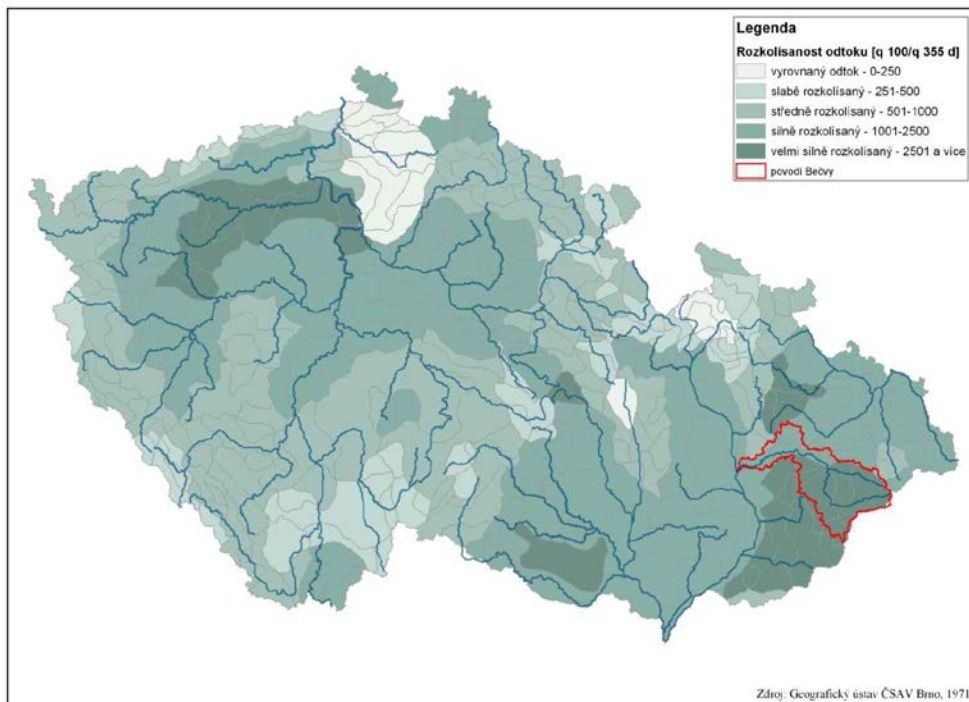 Legenda
Rozkolísanost odtoku [q 100/q 355 d]
vyrovnaný odtok - 0-250
slabě rozkolísaný - 251-500
středně rozkolísaný - 501-1000
silně rozkolísaný - 1001-2500
velmi silně rozkolísaný - 2501 a více
povodí Bečvy
Zdroj: Geografický ústav ČSAV Brno, 1971